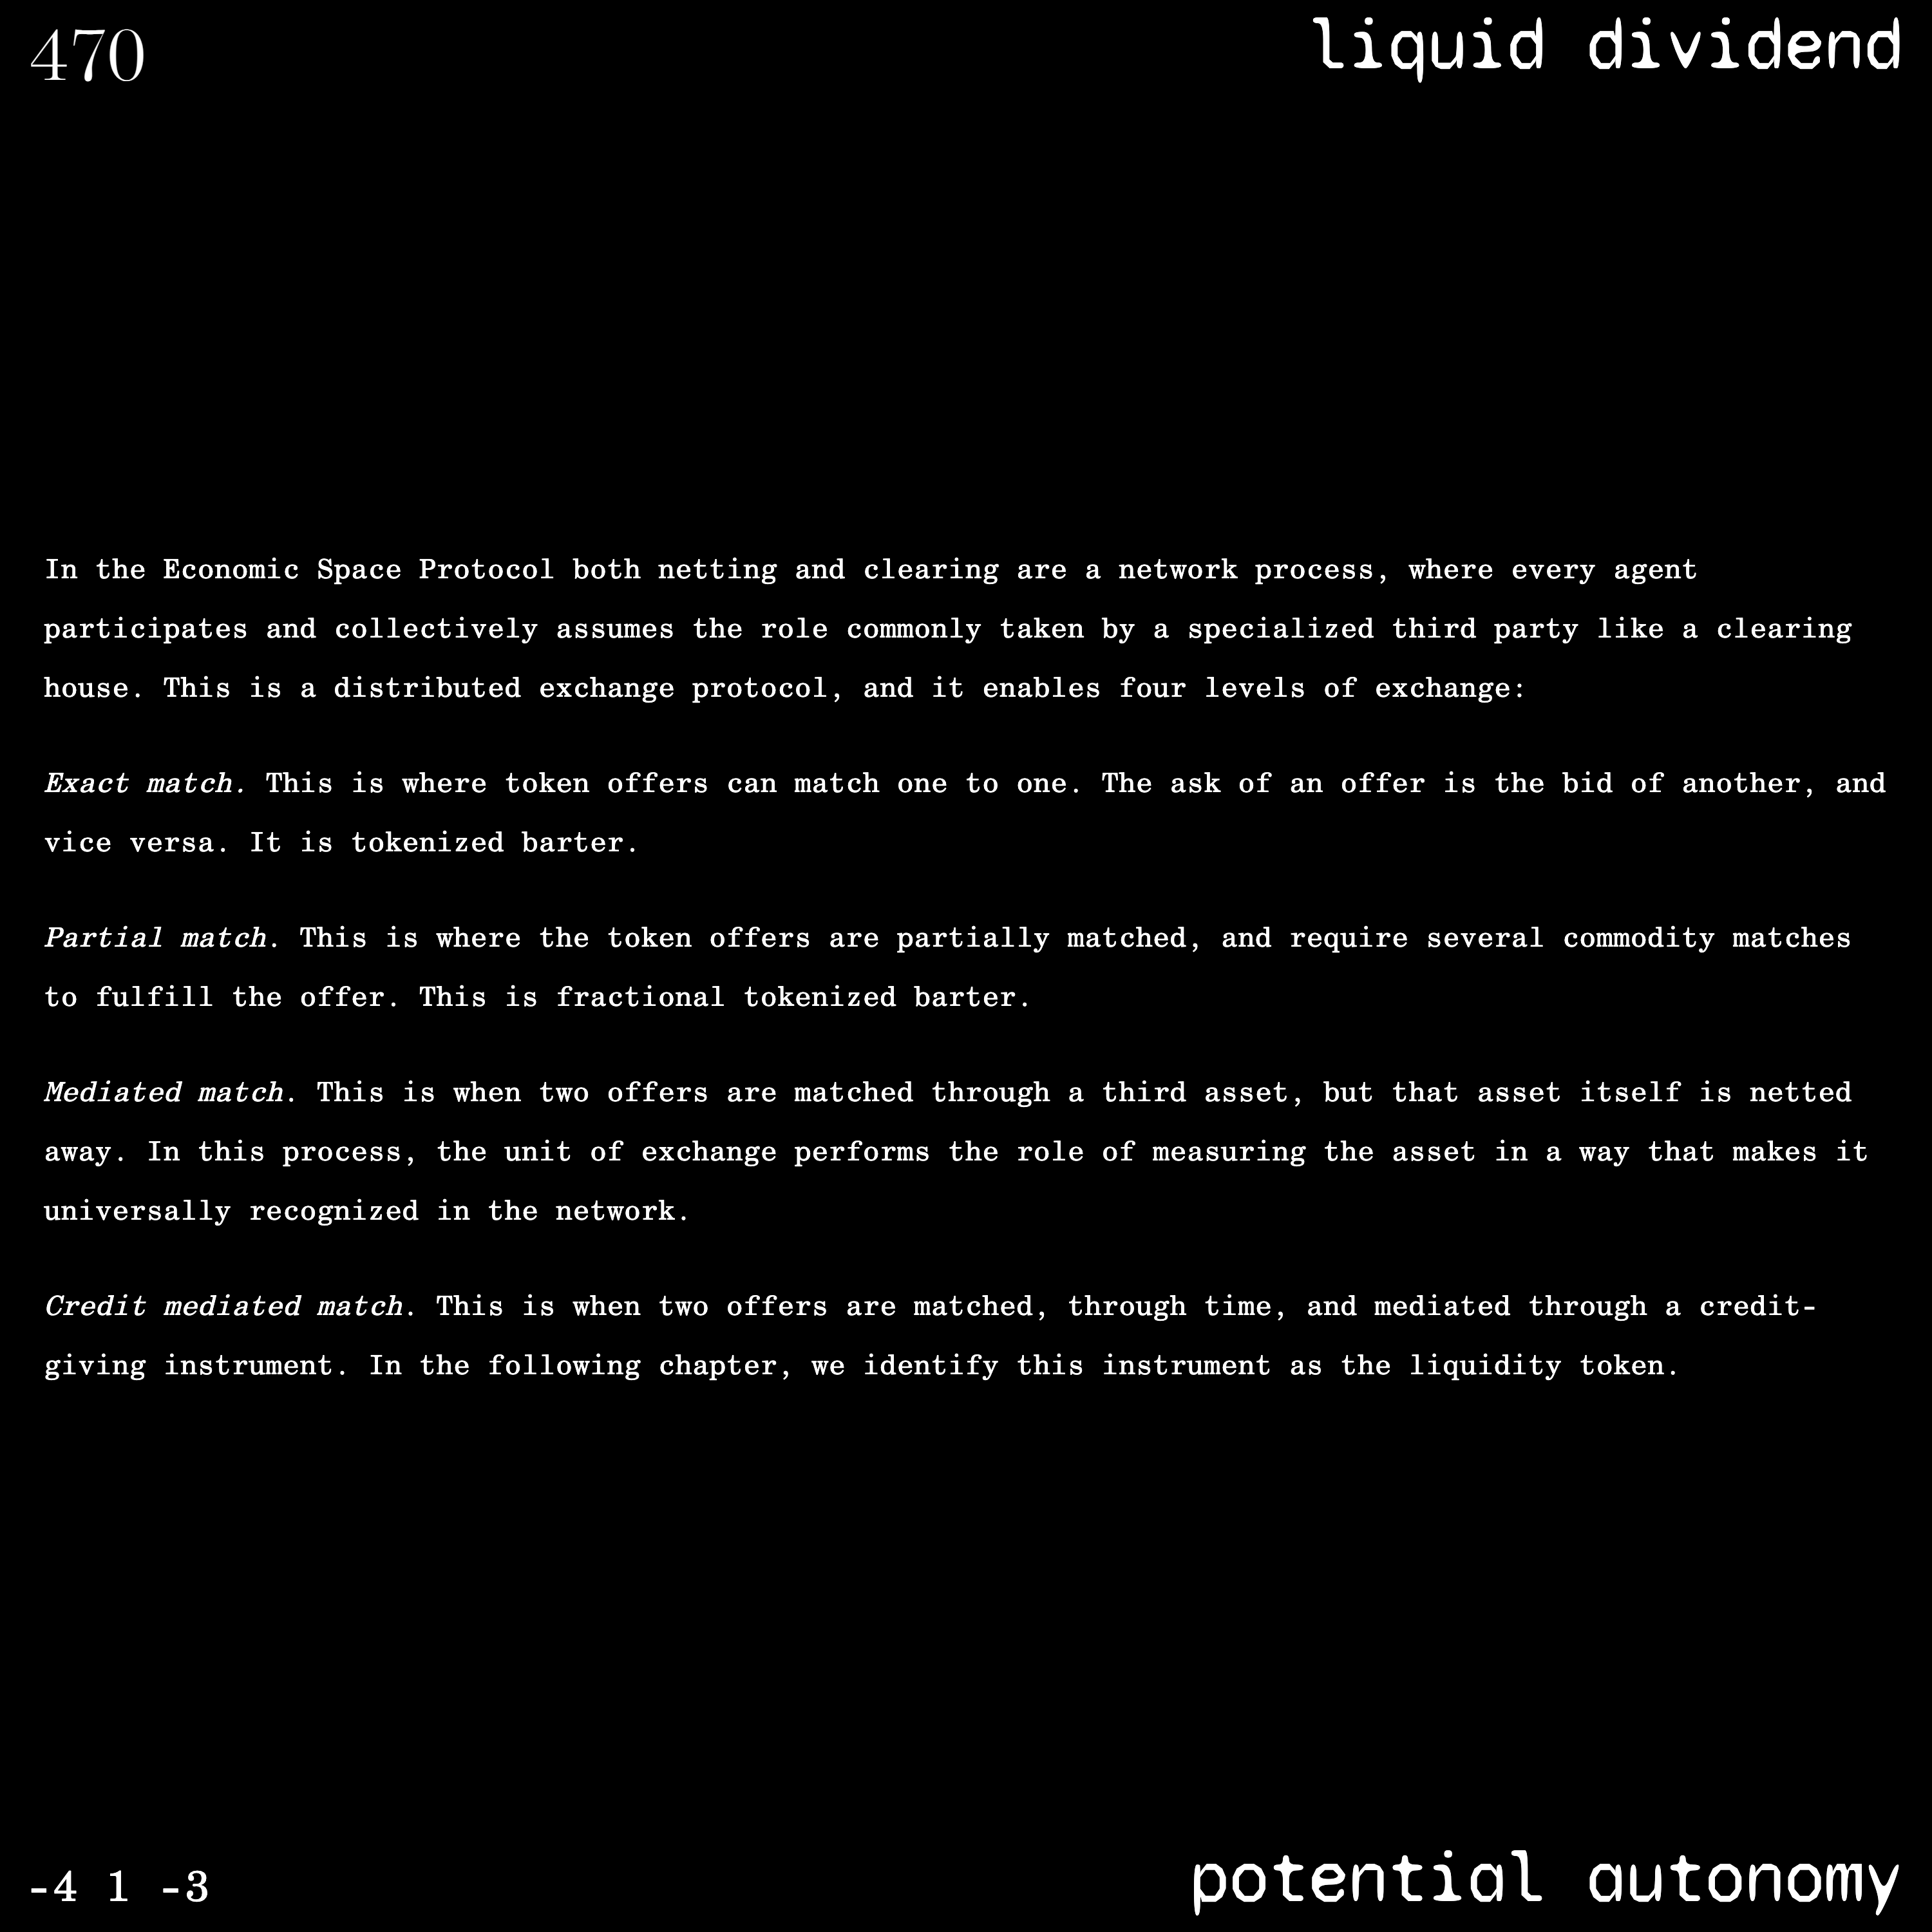 470
liquid dividend
In the Economic Space Protocol both netting and clearing are a network process, where every agent
participates and collectively assumes the role commonly taken by a specialized third party like a clearing
house. This is a distributed exchange protocol, and it enables four levels of exchange:
Exact match. This is where token offers can match one to one. The ask of an offer is the bid of another, and
vice versa. It is tokenized barter.
Partial match. This is where the token offers are partially matched, and require several commodity matches
to fulfill the offer. This is fractional tokenized barter.
Mediated match. This is when two offers are matched through a third asset, but that asset itself is netted
away. In this process, the unit of exchange performs the role of measuring the asset in a way that makes it
universally recognized in the network.
Credit mediated match. This is when two offers are matched, through time, and mediated through a credit-
giving instrument. In the following chapter, we identify this instrument as the liquidity token.
-4 1 -3
potential autonomy